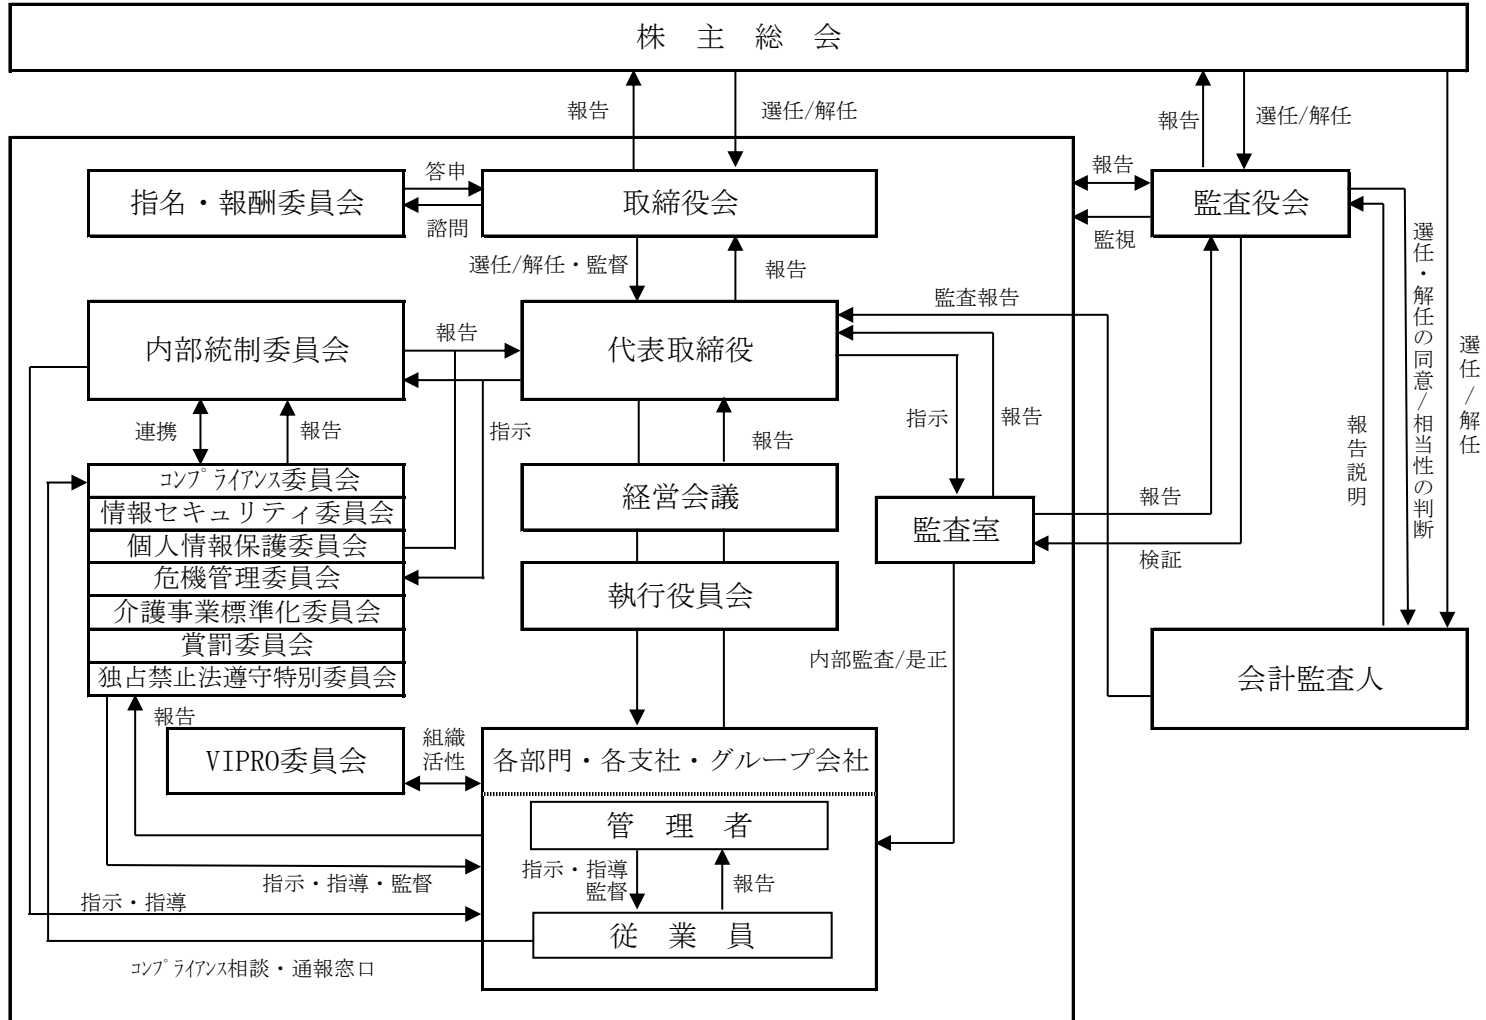 株　主　総　会
報告
選任/解任
報告
選任/解任
指名・報酬委員会
答申
諮問
取締役会
報告
監視
監査役会
選任/解任・監督
報告
選任・解任の同意/相当性の判断
選任/解任
内部統制委員会
報告
代表取締役
監査報告
連携
報告
指示
報告
指示
報告
報告説明
コンプライアンス委員会
情報セキュリティ委員会
個人情報保護委員会
危機管理委員会
介護事業標準化委員会
賞罰委員会
独占禁止法遵守特別委員会
経営会議
監査室
報告
検証
執行役員会
内部監査/是正
会計監査人
報告
VIPRO委員会
組織
活性
各部門・各支社・グループ会社
管　理　者
指示・指導
監督
報告
指示・指導・監督
指示・指導
従　業　員
コンプライアンス相談・通報窓口